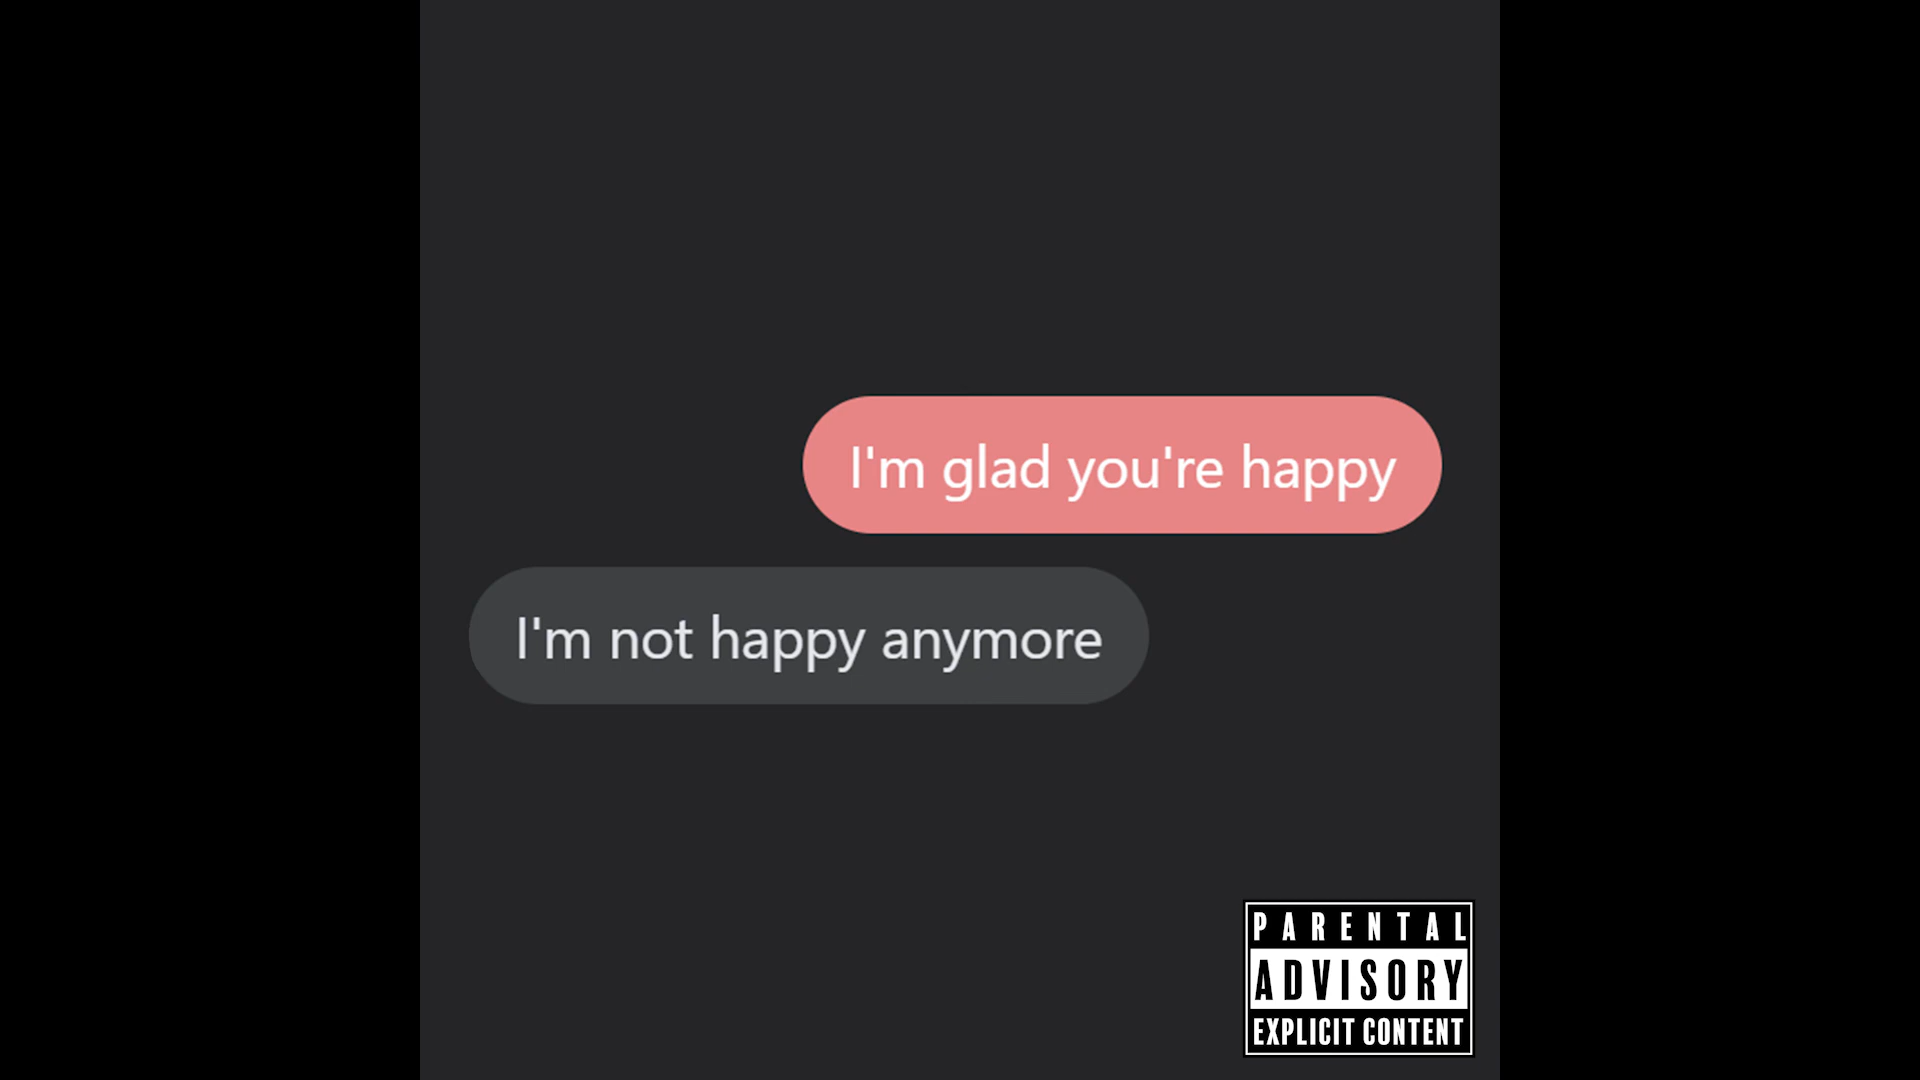 I'm glad you're happy
I'm not happy anymore
PARENTAL
ADVISORY
EXPLICIT CONTENT